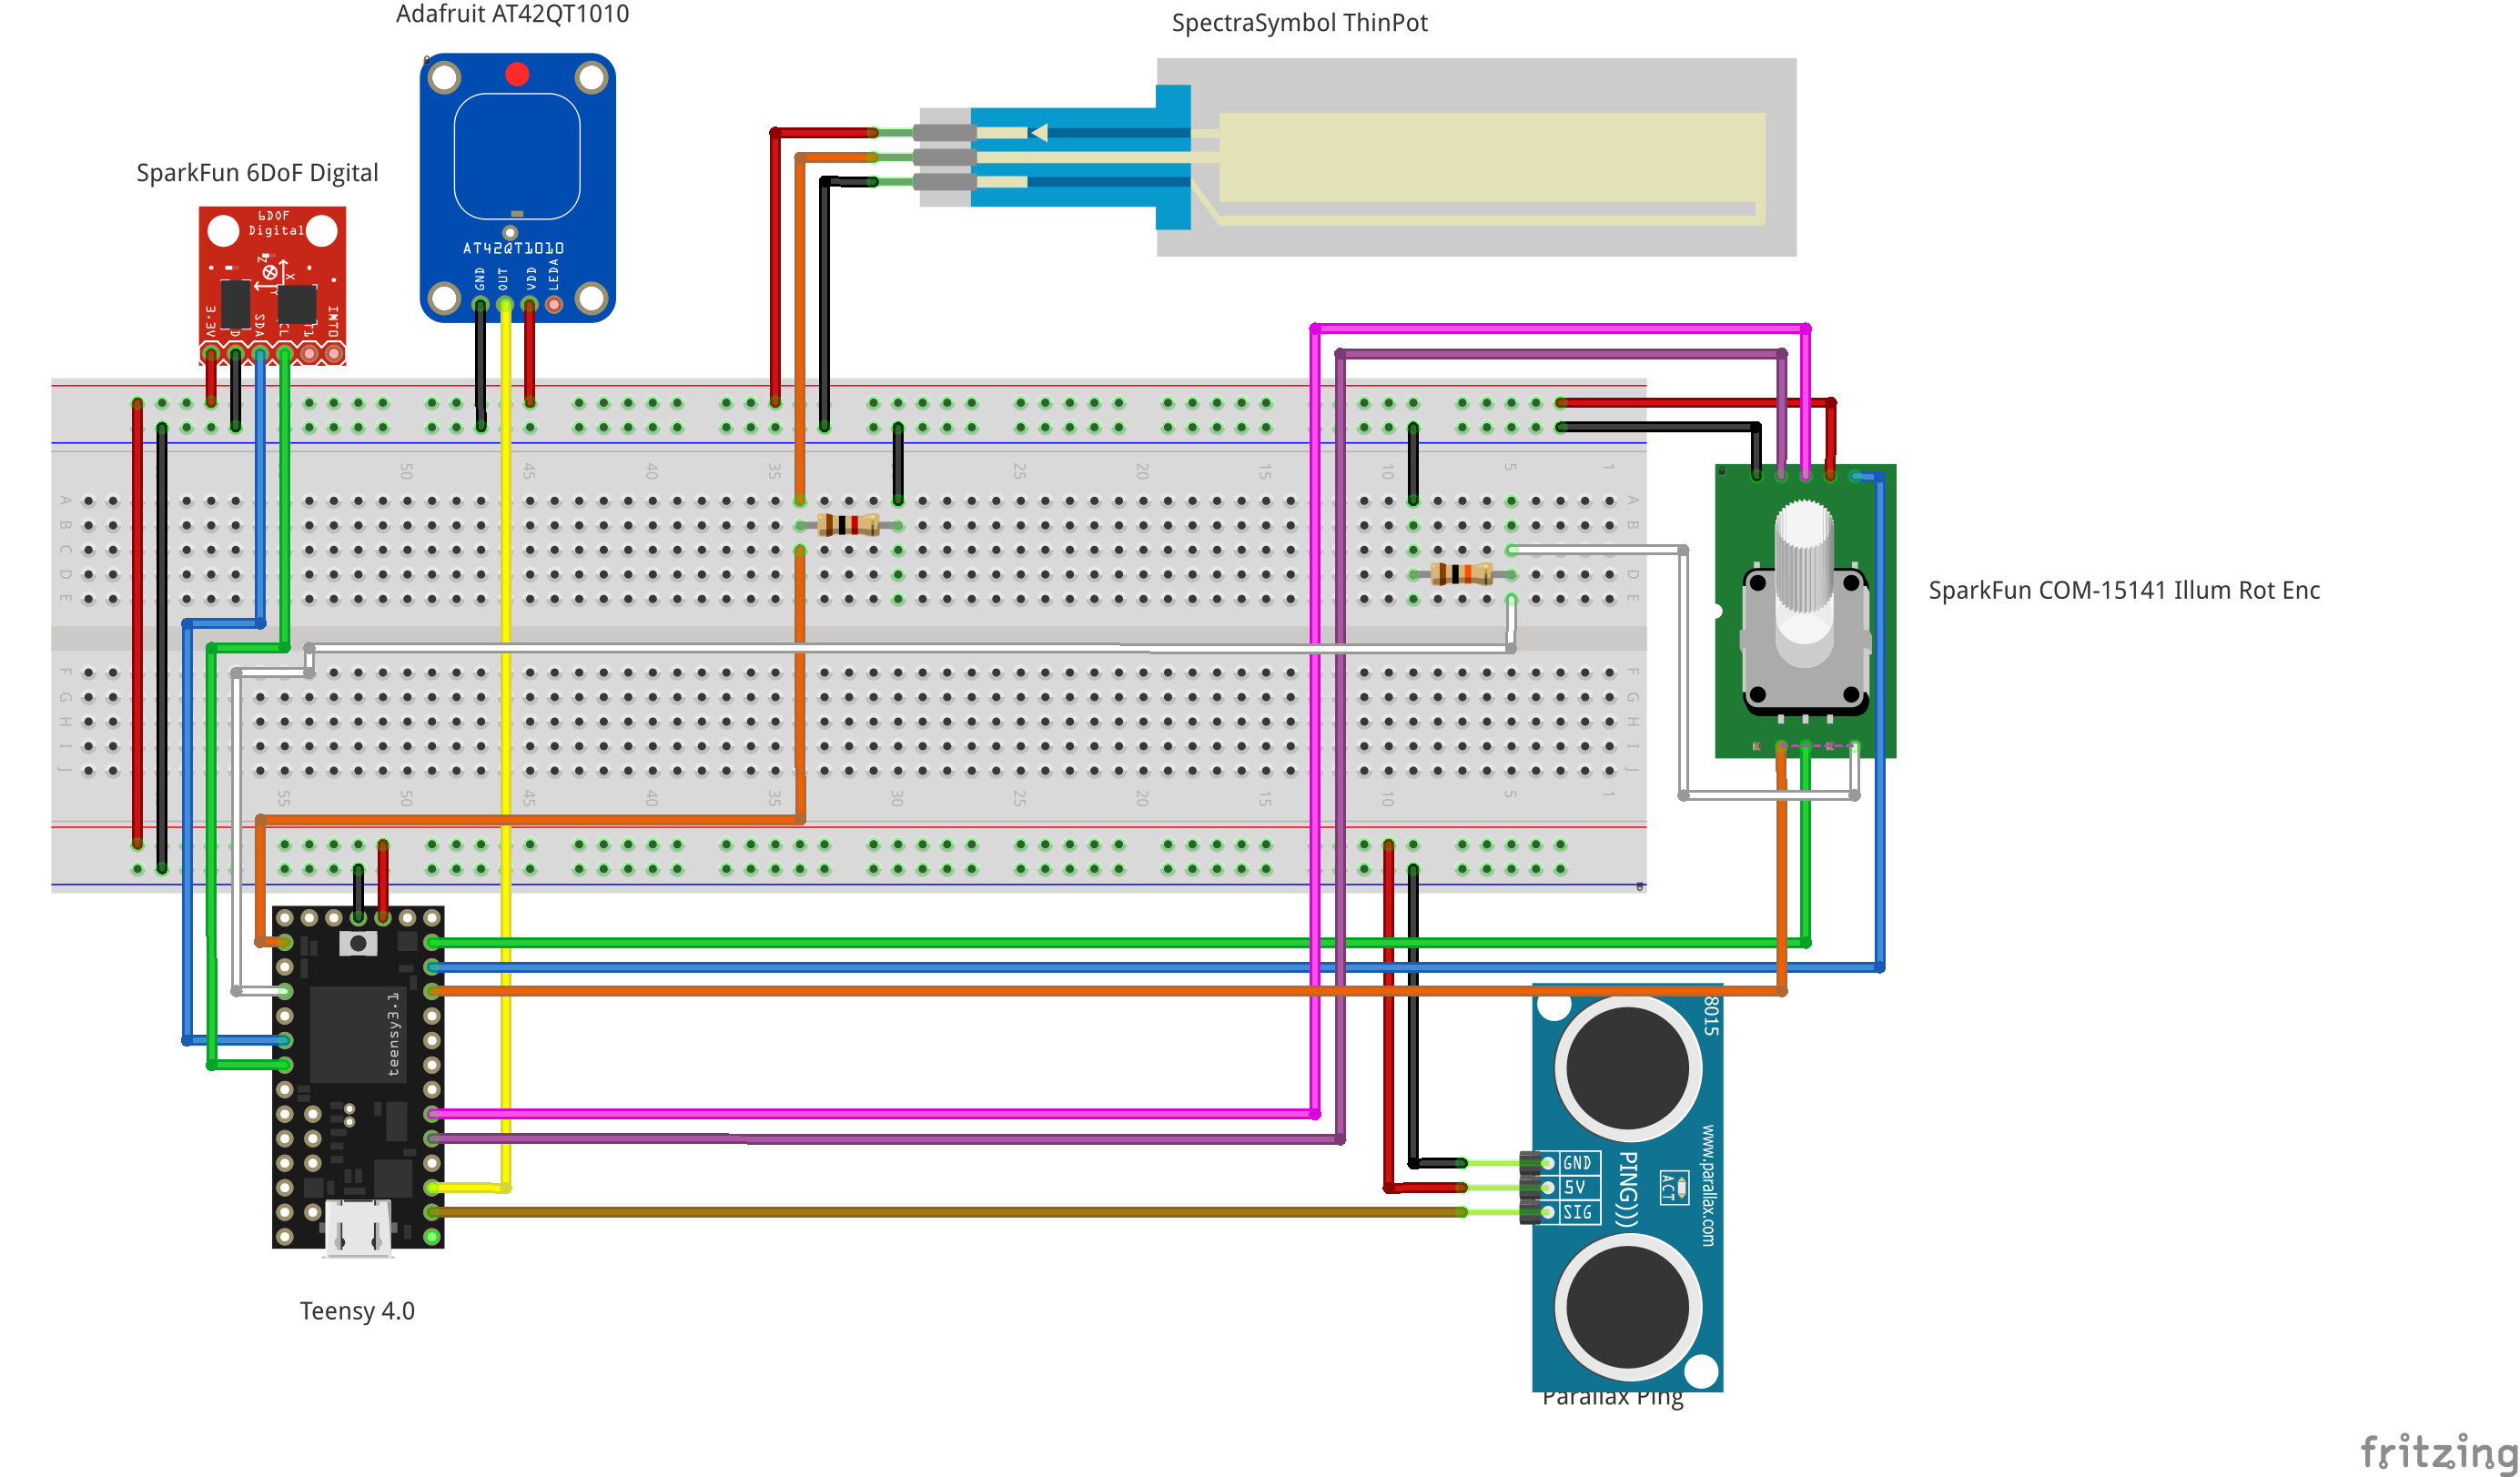 Adafruit AT42QT1010
SpectraSymbol ThinPot
SparkFun 6DoF Digital
6DOF
Digital
Z
X
Y
3.3V
SDA
INT0
AT42QT1010
GND
OUT
VDD
LEDA
50
45
40
35
30
25
20
15
10
5
1
A
B
C
D
E
A
B
C
D
E
SparkFun COM-15141 Illum Rot Enc
F
G
H
I
J
F
G
H
I
J
55
50
45
40
35
30
25
20
15
10
5
1
teensy3.1
Teensy 4.0
8015
GND
5V
SIG
PING))))
ACT
www.parallax.com
Parallax Ping
fritzing